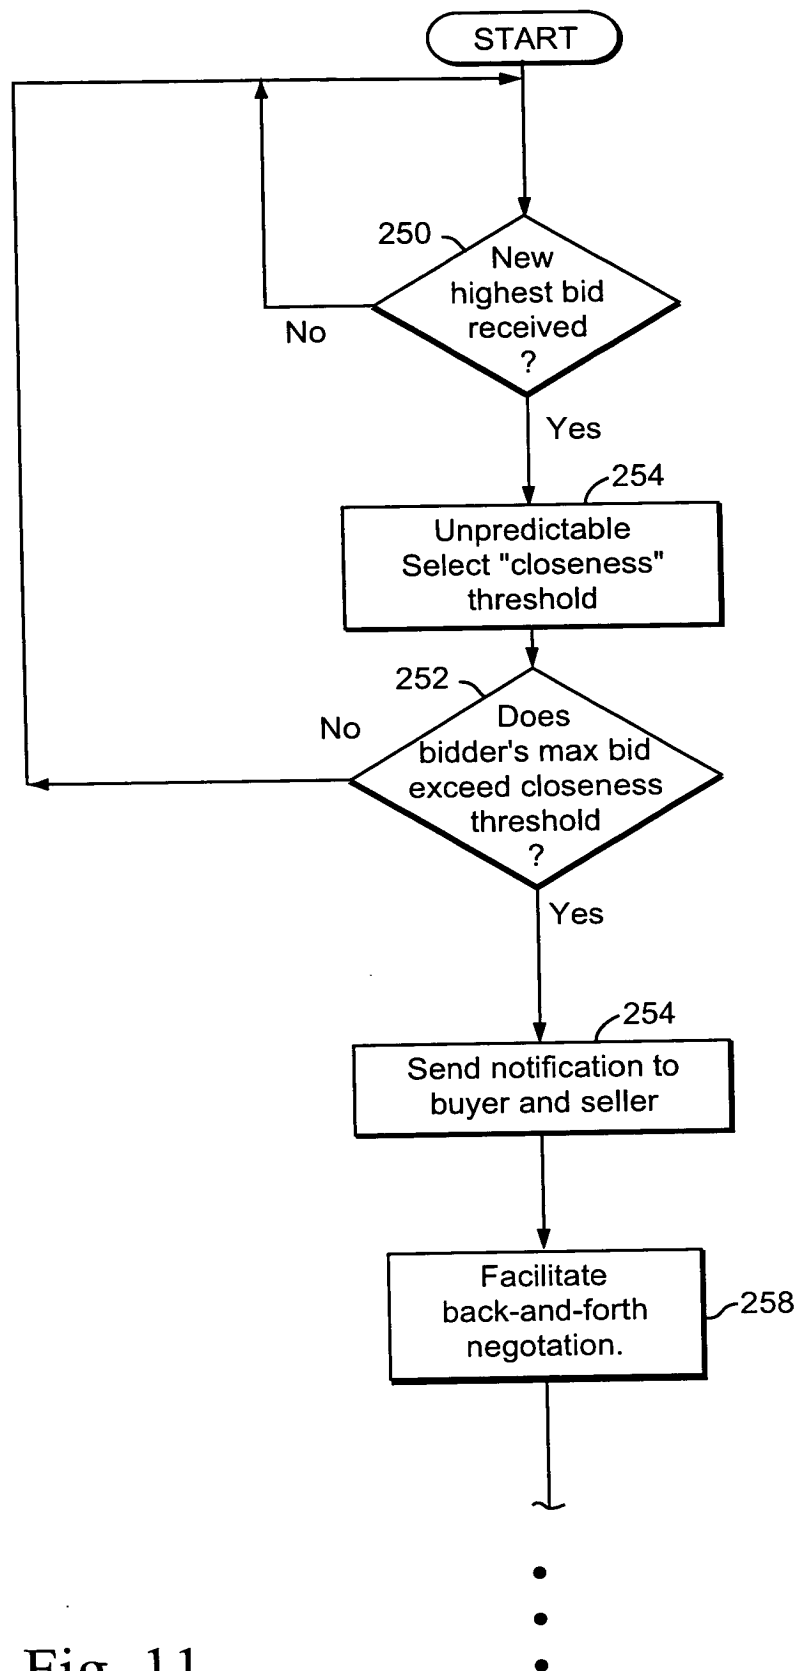 START
250
New
highest bid
received
?
No
Yes
254
Unpredictable
Select "closeness"
threshold
252
No
Does
bidder's max bid
exceed closeness
threshold
?
Yes
254
Send notification to
buyer and seller
Facilitate
back-and-forth
negotation.
258
Fig. 11